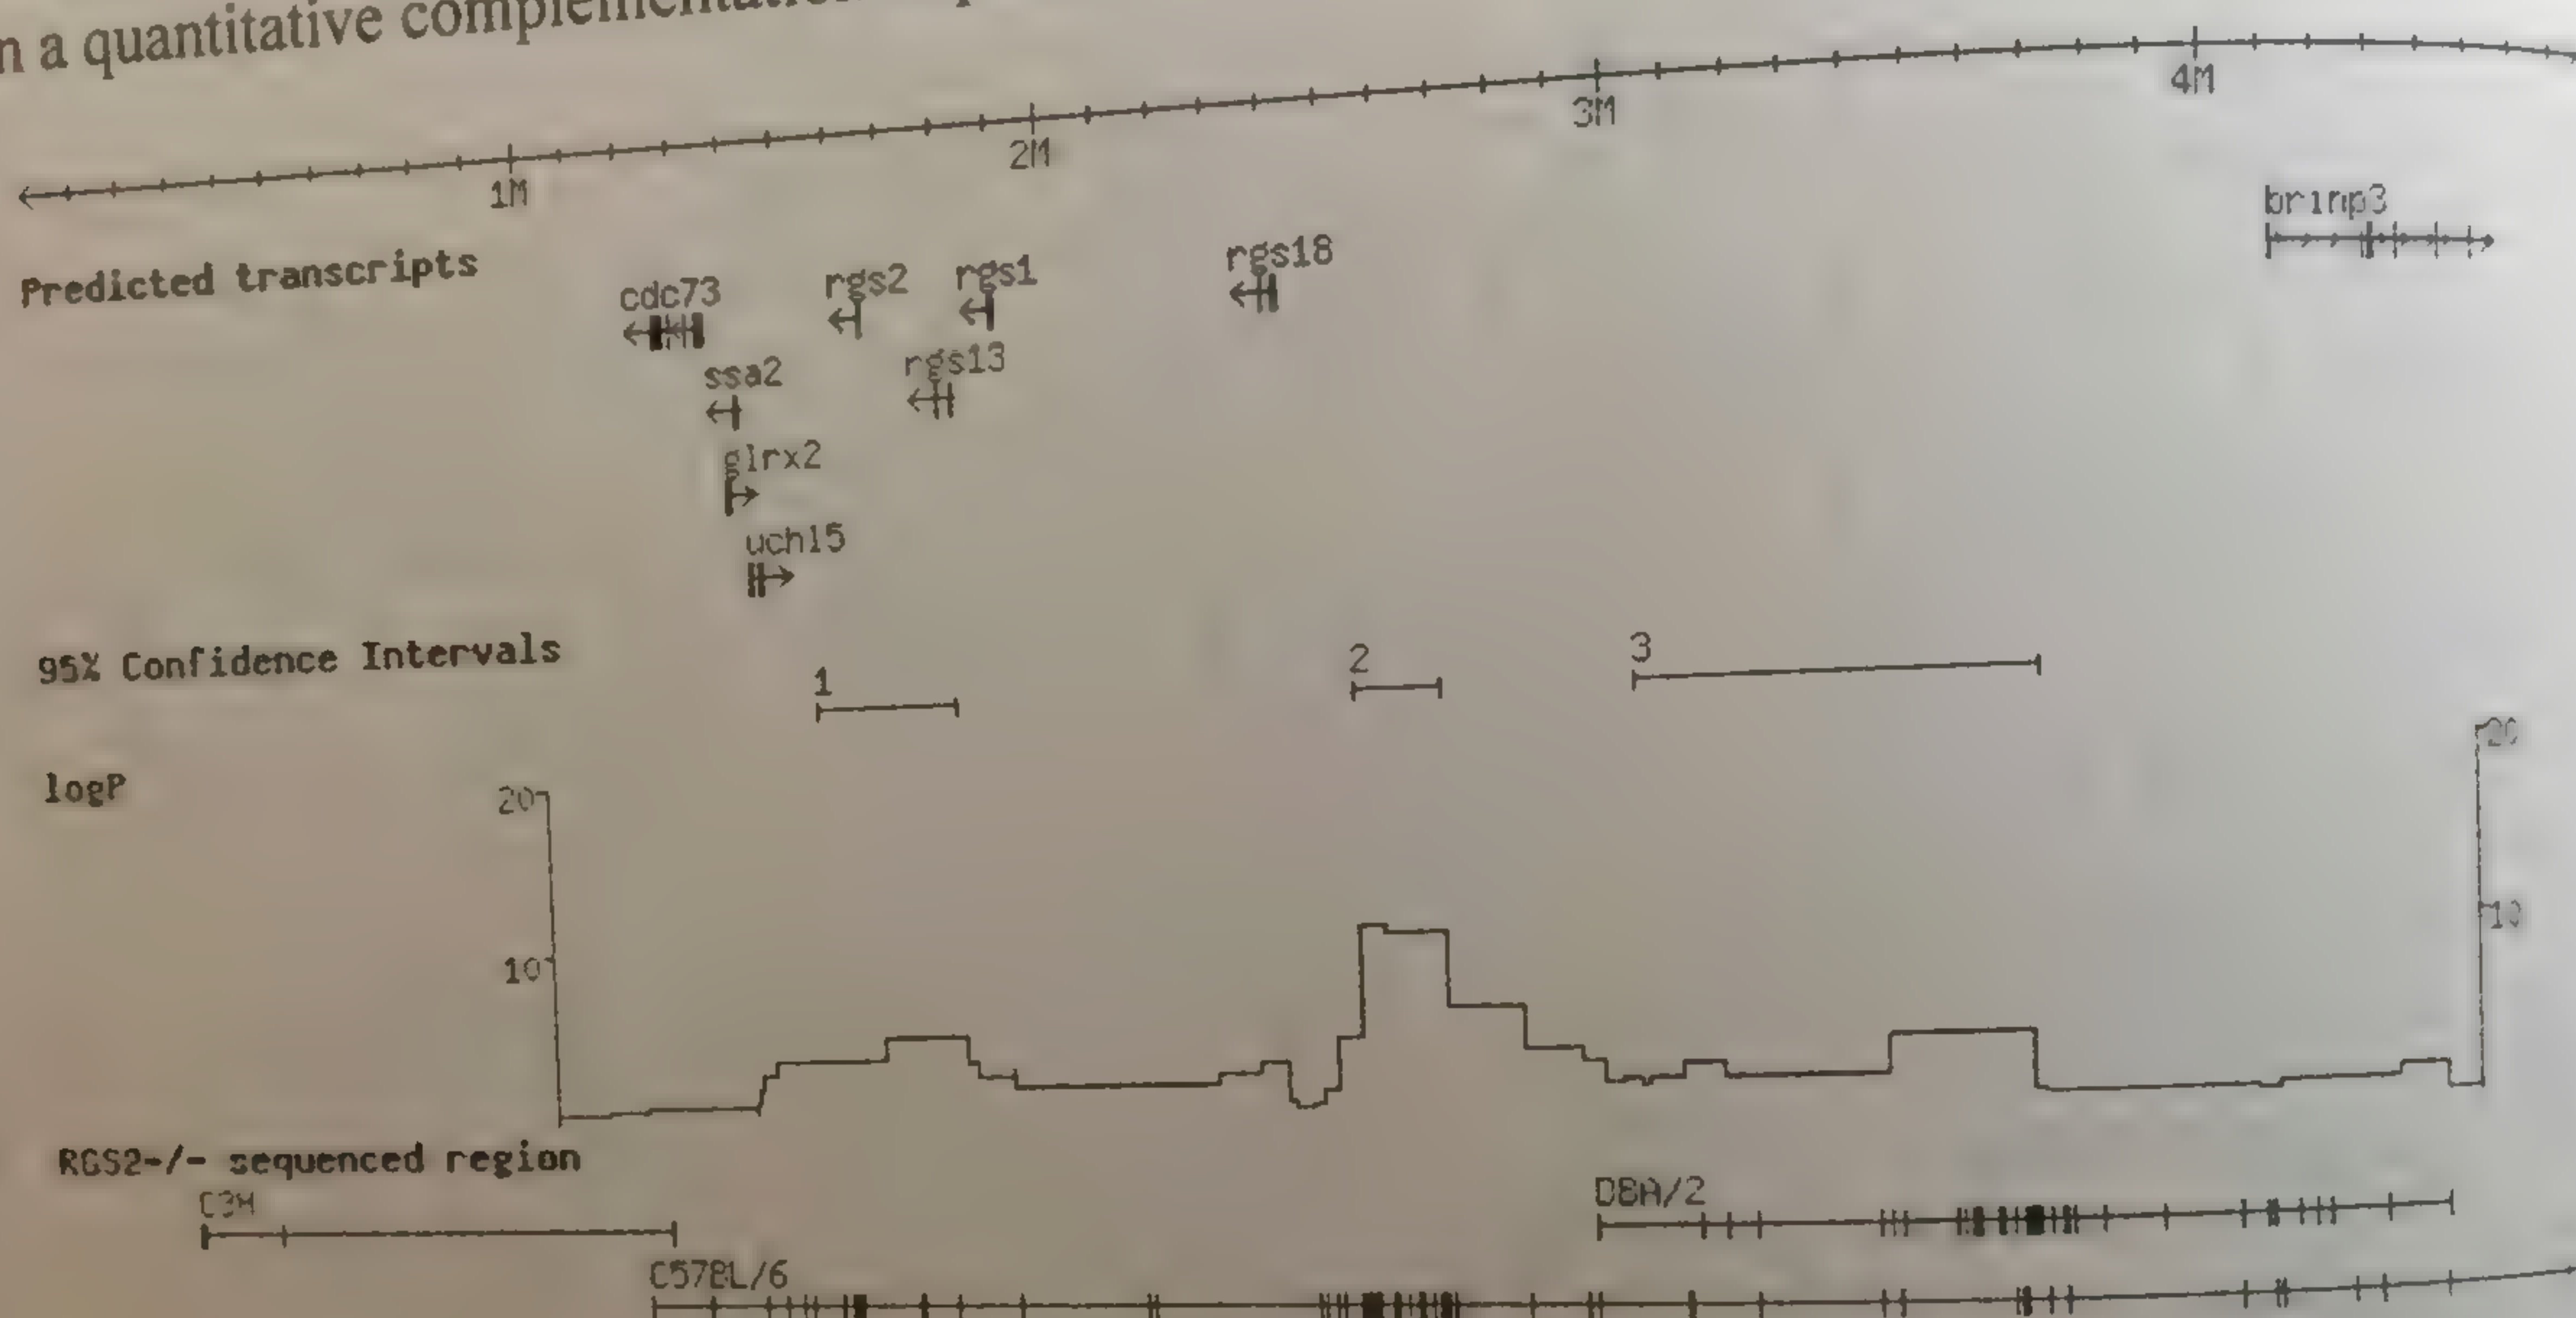 n a quantitative complementation
4M
3M
2M
1M
brinp3
Predicted transcripts
cdc73 rgs2 rgs1 rgs18
ssa2 rgs13
glrx2
uchl5
95% Confidence Intervals
1 2 3
logP
20 20
10 10
RGS2-/- sequenced region
C3H DBA/2
C57BL/6